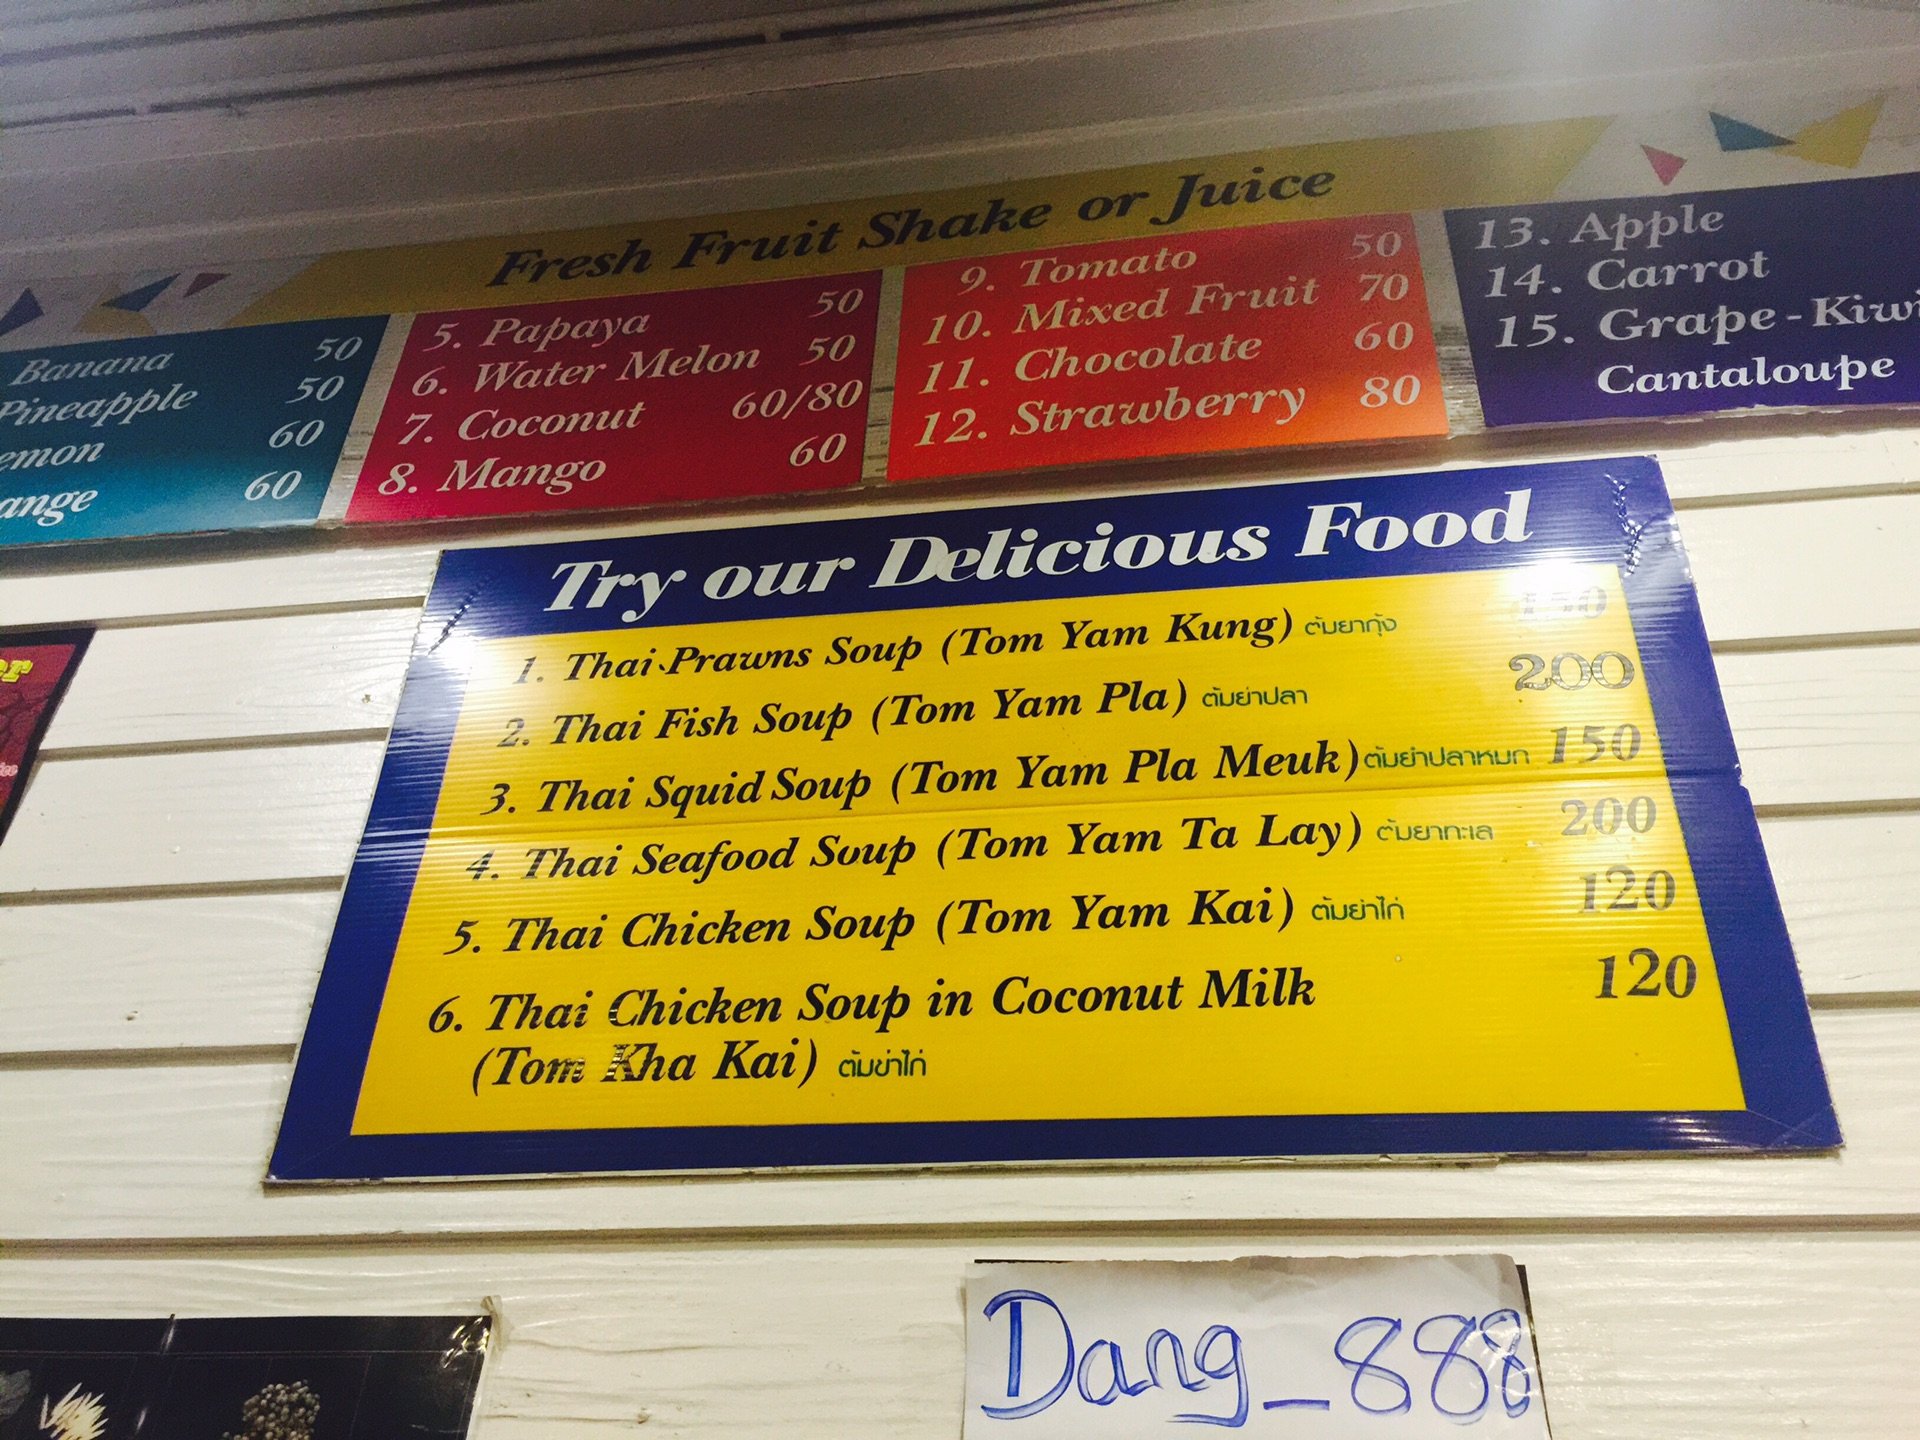 Fresh Fruit Shake or Juice
Banana 50
Pineapple 50
emon 60
ange 60
5. Papaya 50
6. Water Melon 50
7. Coconut 60/80
8. Mango 60
9. Tomato 50
10. Mixed Fruit 70
11. Chocolate 60
12. Strawberry 80
13. Apple
14. Carrot
15. Grape-Kiwi
Cantaloupe
Try our Delicious Food
1. Thai Prawns Soup (Tom Yam Kung) ต้มยากุ้ง 150
2. Thai Fish Soup (Tom Yam Pla) ต้มย่าปลา 200
3. Thai Squid Soup (Tom Yam Pla Meuk) ต้มย่าปลาหมก 150
4. Thai Seafood Soup (Tom Yam Ta Lay) ต้มยาทะเล 200
5. Thai Chicken Soup (Tom Yam Kai) ต้มย่าไก่ 120
6. Thai Chicken Soup in Coconut Milk 120
(Tom Kha Kai) ต้มข่าไก่
Dang_888